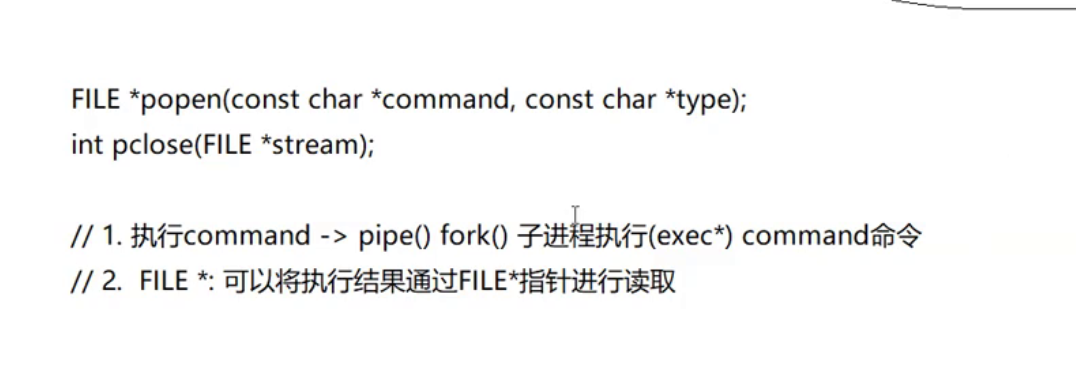 FILE *popen(const char *command, const char *type);
int pclose(FILE *stream);
// 1. 执行command -> pipe() fork() 子进程执行(exec*) command命令
// 2.  FILE *: 可以将执行结果通过FILE*指针进行读取